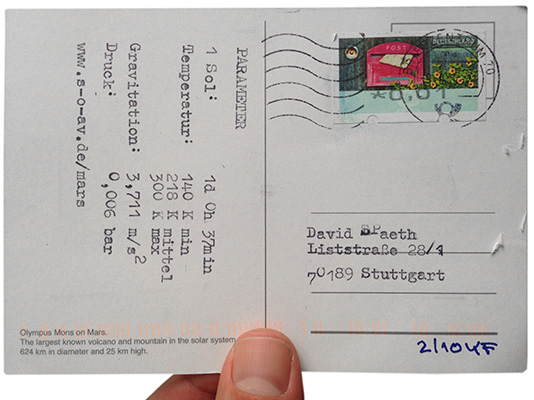 PARAMETER
1 Sol: 1d 0h 37min
Temperatur: 140 K min
218 K mittel
300 K max
Gravitation: 3,711 m/s²
Druck: 0,006 bar
www.s-o-av.de/mars
Olympus Mons on Mars.
The largest known volcano and mountain in the solar system
624 km in diameter and 25 km high.
POST
David Spaeth
Liststraße 28/1
70189 Stuttgart
2/10 YF